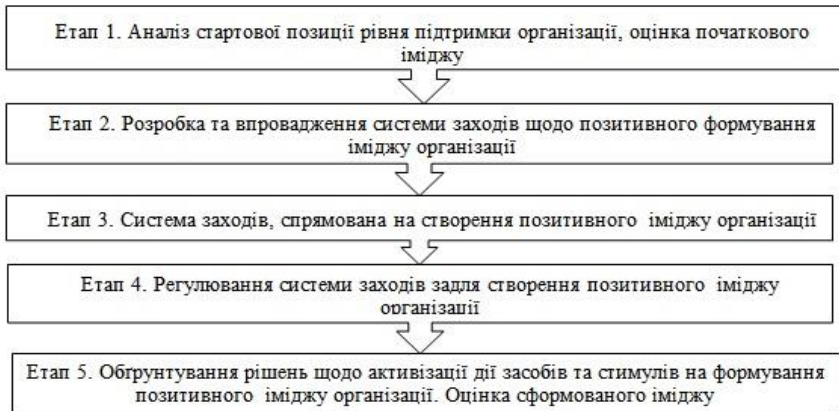 Етап 1. Аналіз стартової позиції рівня підтримки організації, оцінка початкового
іміджу
Етап 2. Розробка та впровадження системи заходів щодо позитивного формування
іміджу організації
Етап 3. Система заходів, спрямована на створення позитивного іміджу організації
Етап 4. Регулювання системи заходів задля створення позитивного іміджу
організації
Етап 5. Обґрунтування рішень щодо активізації дії засобів та стимулів на формування
позитивного іміджу організації. Оцінка сформованого іміджу